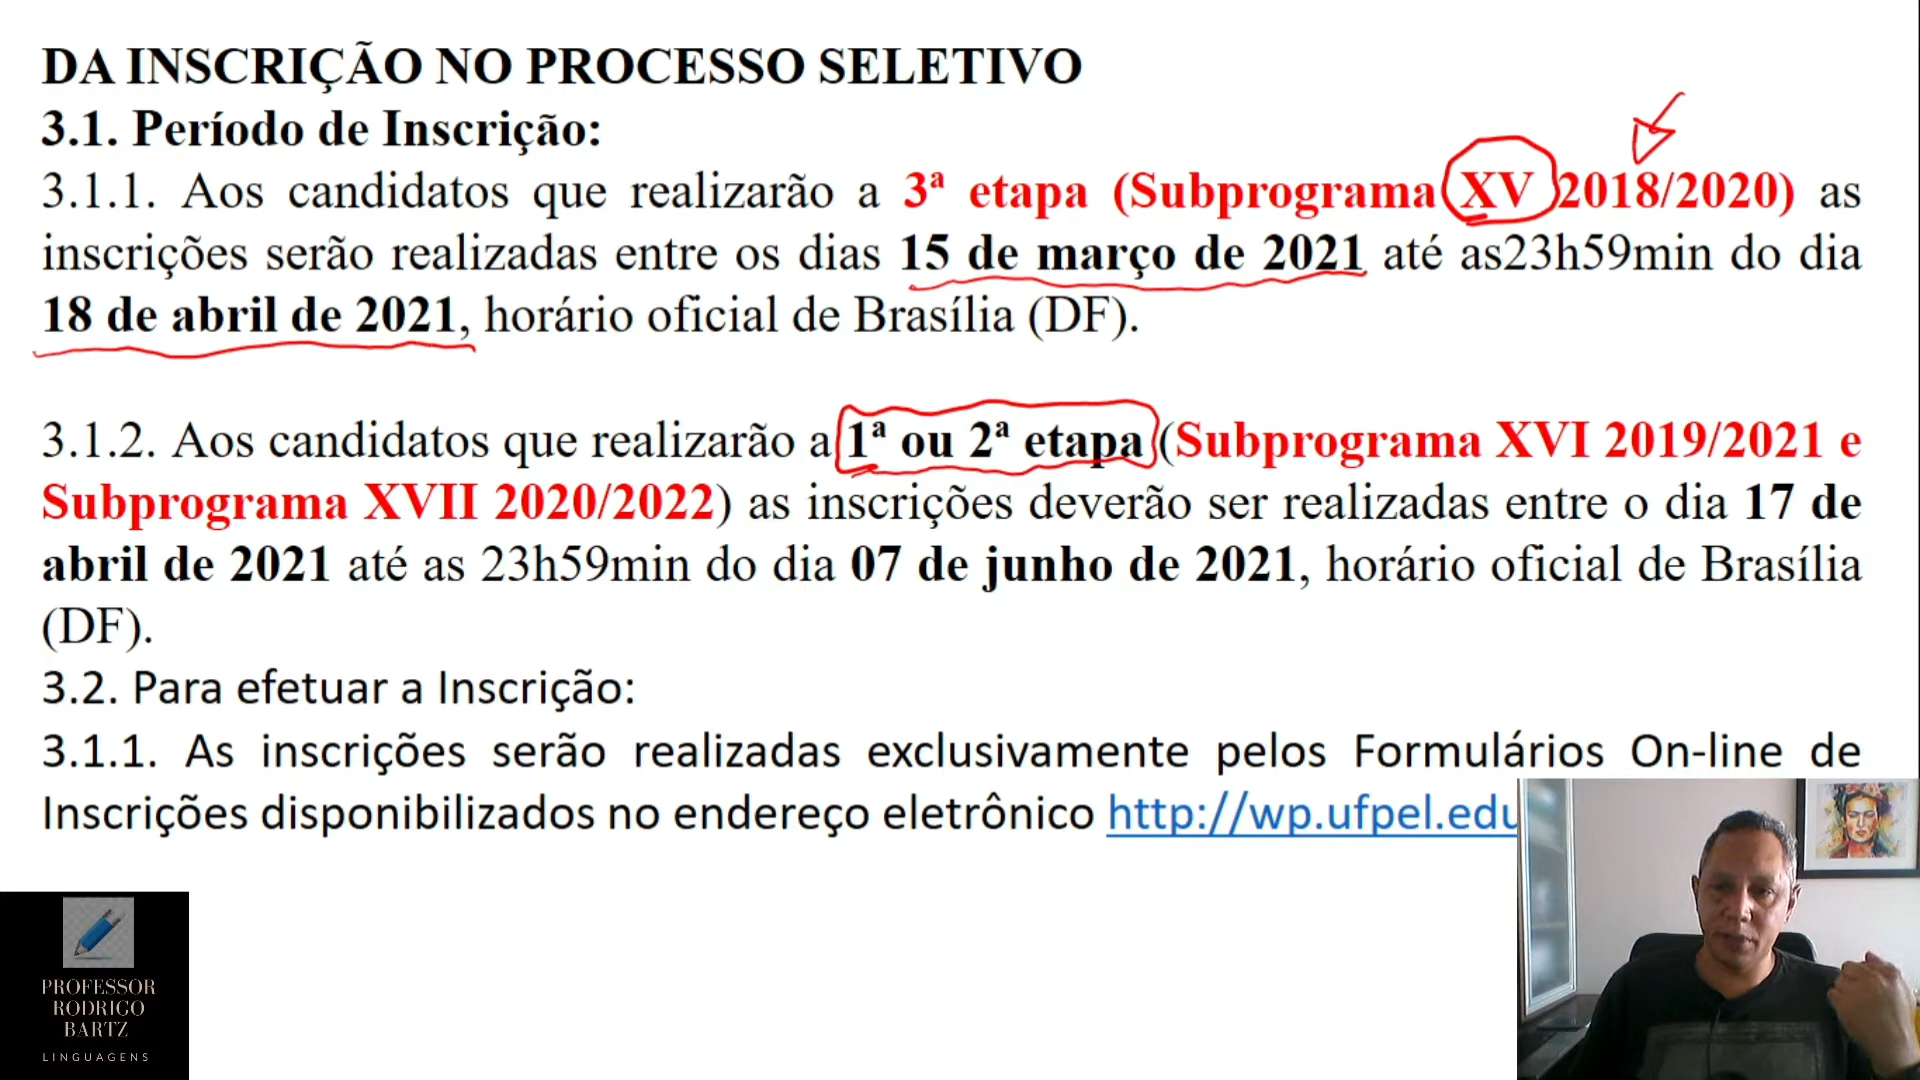 DA INSCRIÇÃO NO PROCESSO SELETIVO
3.1. Período de Inscrição:
3.1.1. Aos candidatos que realizarão a 3ª etapa (Subprograma XV 2018/2020) as
inscrições serão realizadas entre os dias 15 de março de 2021 até as23h59min do dia
18 de abril de 2021, horário oficial de Brasília (DF).
3.1.2. Aos candidatos que realizarão a 1ª ou 2ª etapa (Subprograma XVI 2019/2021 e
Subprograma XVII 2020/2022) as inscrições deverão ser realizadas entre o dia 17 de
abril de 2021 até as 23h59min do dia 07 de junho de 2021, horário oficial de Brasília
(DF).
3.2. Para efetuar a Inscrição:
3.1.1. As inscrições serão realizadas exclusivamente pelos Formulários On-line de
Inscrições disponibilizados no endereço eletrônico http://wp.ufpel.edu
PROFESSOR
RODRIGO
BARTZ
LINGUAGENS